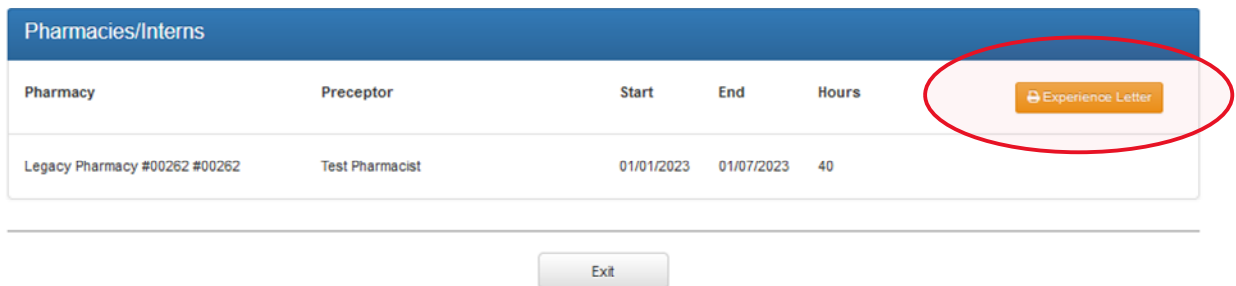 Pharmacies/Interns
Pharmacy Preceptor Start End Hours Experience Letter
Legacy Pharmacy #00262 #00262 Test Pharmacist 01/01/2023 01/07/2023 40
Exit